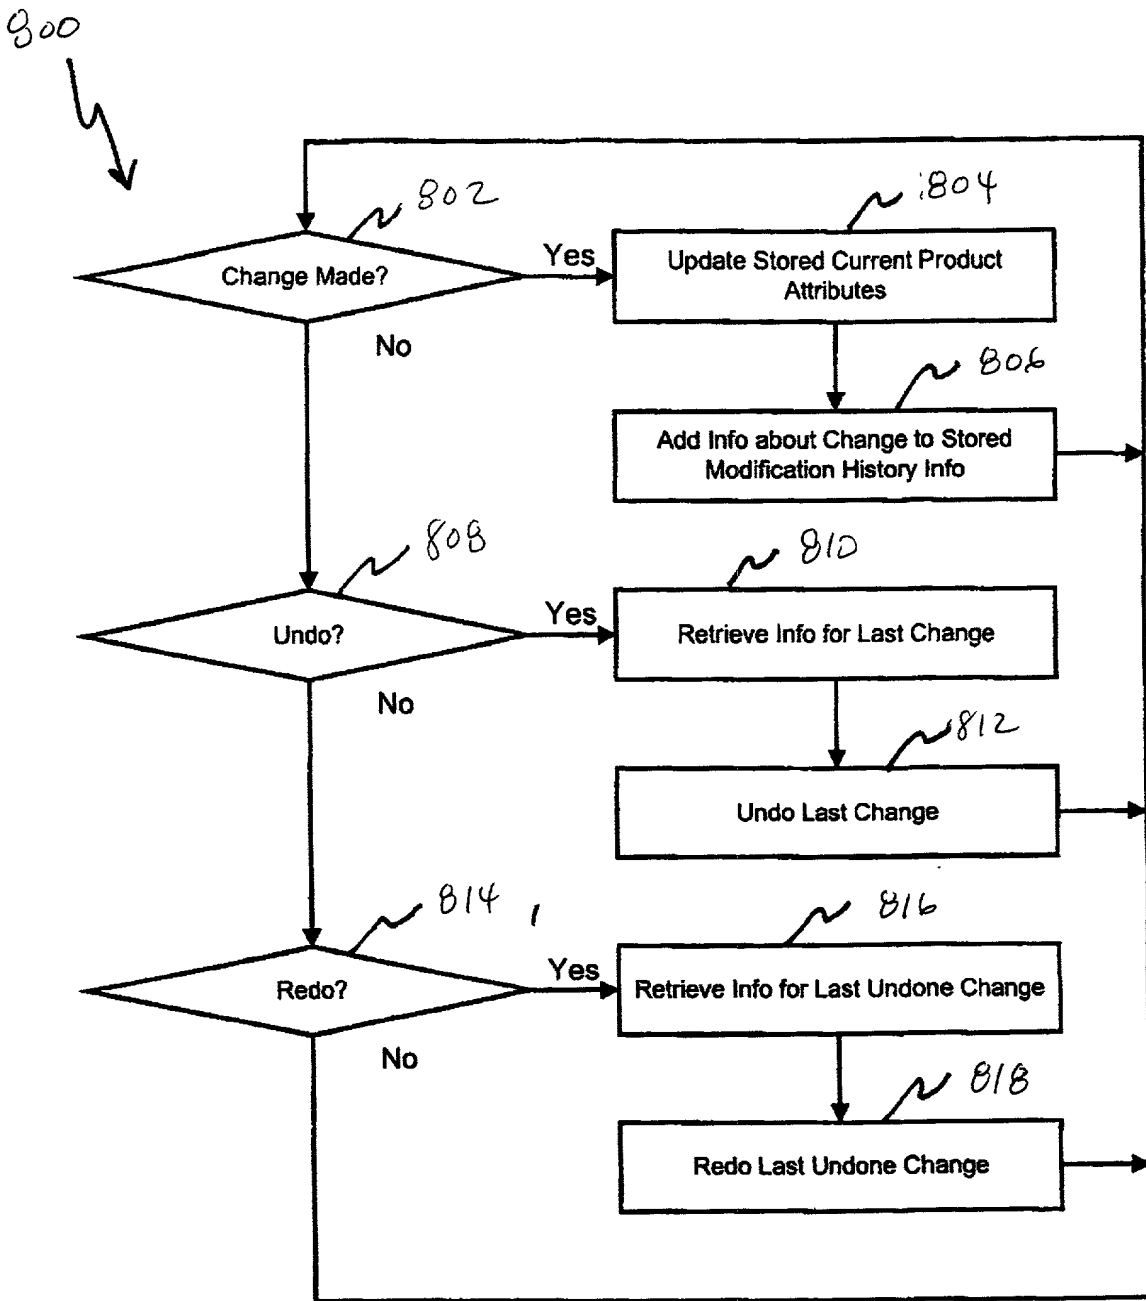 800
802
804
Change Made?
Yes
Update Stored Current Product
Attributes
No
806
Add Info about Change to Stored
Modification History Info
808
810
Undo?
Yes
Retrieve Info for Last Change
No
812
Undo Last Change
814
816
Redo?
Yes
Retrieve Info for Last Undone Change
No
818
Redo Last Undone Change